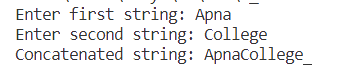 Enter first string: Apna
Enter second string: College
Concatenated string: ApnaCollege_